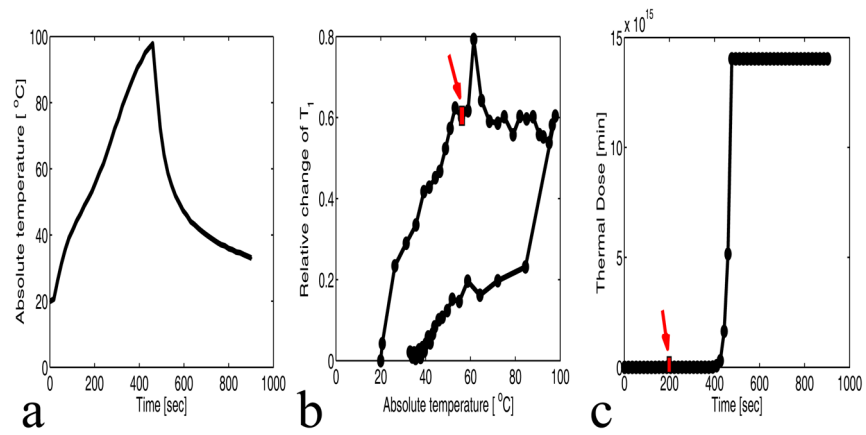 100
80
60
40
20
0
0 200 400 600 800 1000
Absolute temperature [ °C]
Time [sec]
a
0.8
0.6
0.4
0.2
0
0 20 40 60 80 100
Relative change of T1
Absolute temperature [ °C]
b
15 x 10 15
10
5
0
0 200 400 600 800 1000
Thermal Dose [min]
Time [sec]
c